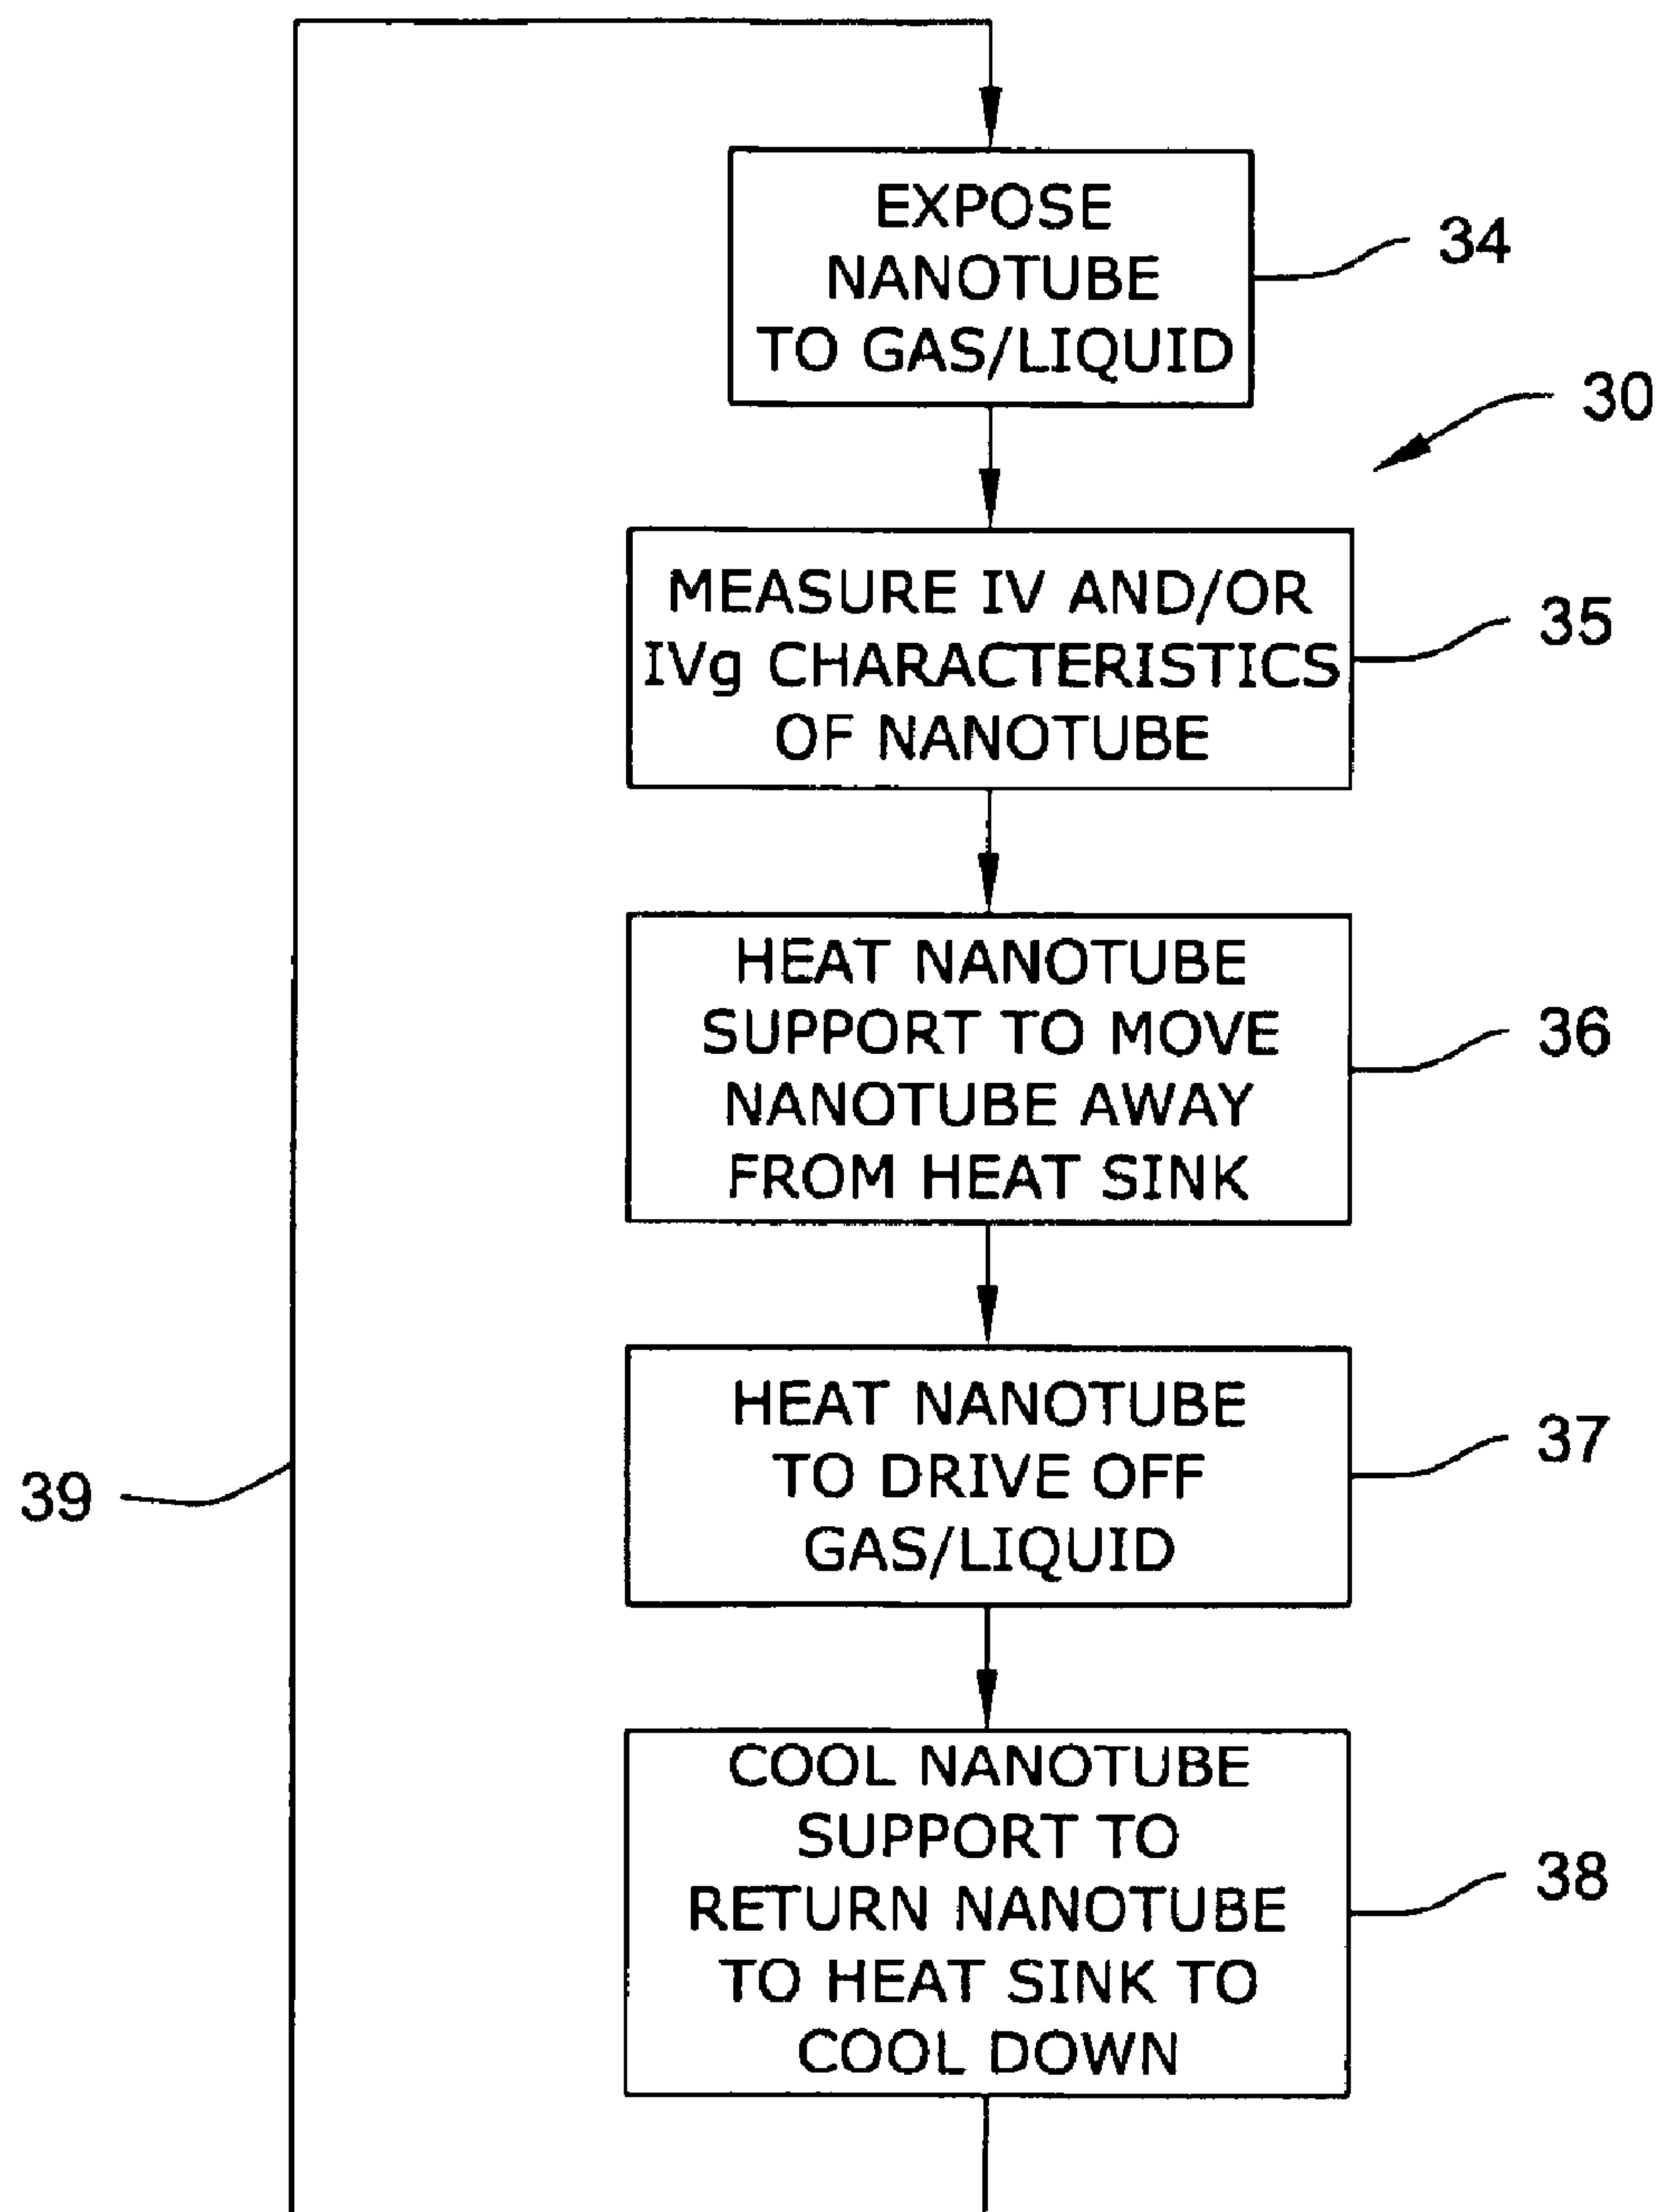 EXPOSE
NANOTUBE
TO GAS/LIQUID
34
30
MEASURE IV AND/OR
IVg CHARACTERISTICS
OF NANOTUBE
35
HEAT NANOTUBE
SUPPORT TO MOVE
NANOTUBE AWAY
FROM HEAT SINK
36
HEAT NANOTUBE
TO DRIVE OFF
GAS/LIQUID
37
39
COOL NANOTUBE
SUPPORT TO
RETURN NANOTUBE
TO HEAT SINK TO
COOL DOWN
38